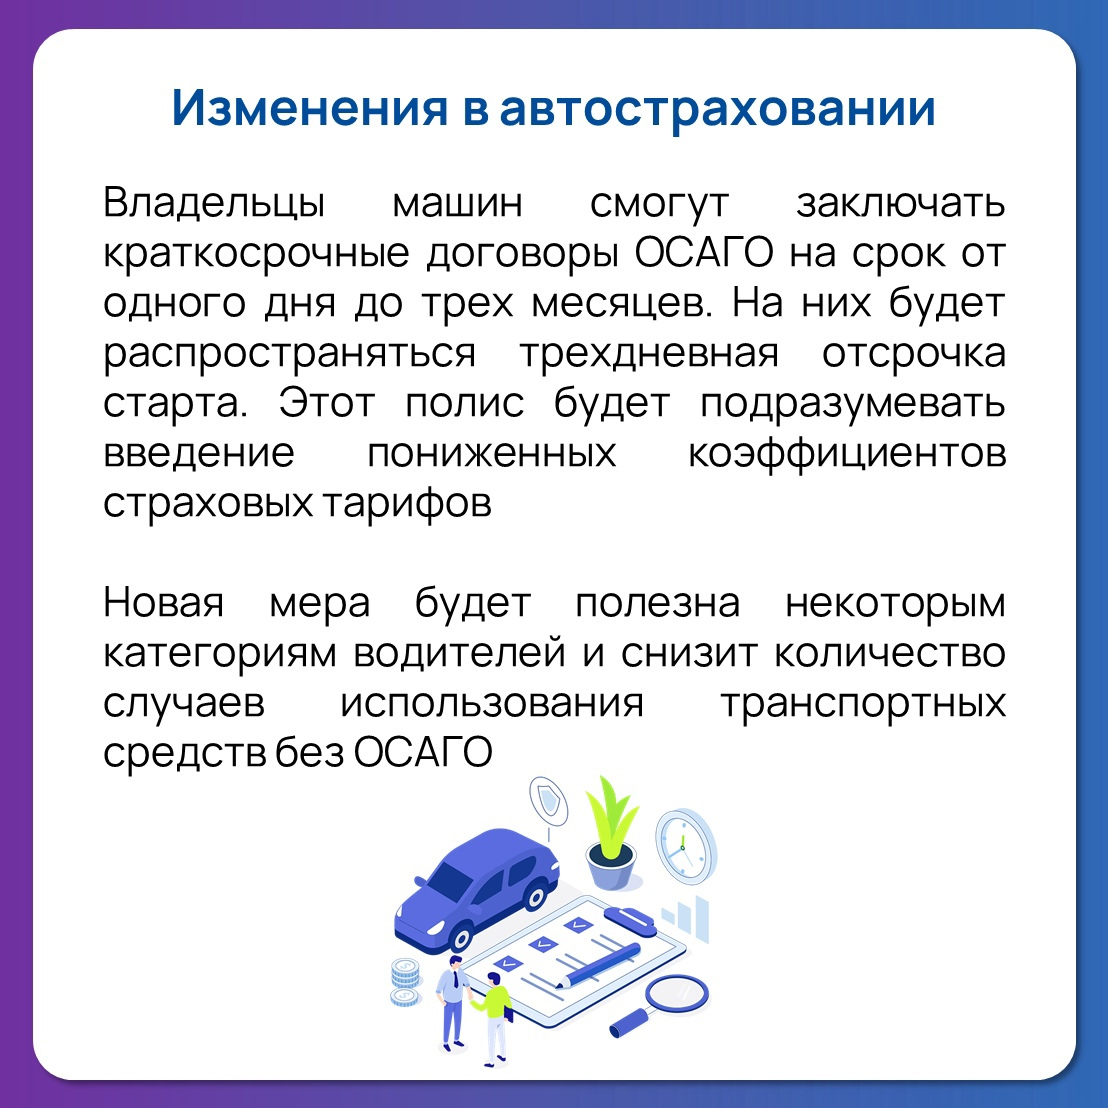 Изменения в автостраховании
Владельцы машин смогут заключать
краткосрочные договоры ОСАГО на срок от
одного дня до трех месяцев. На них будет
распространяться трехдневная отсрочка
старта. Этот полис будет подразумевать
введение пониженных коэффициентов
страховых тарифов
Новая мера будет полезна некоторым
категориям водителей и снизит количество
случаев использования транспортных
средств без ОСАГО